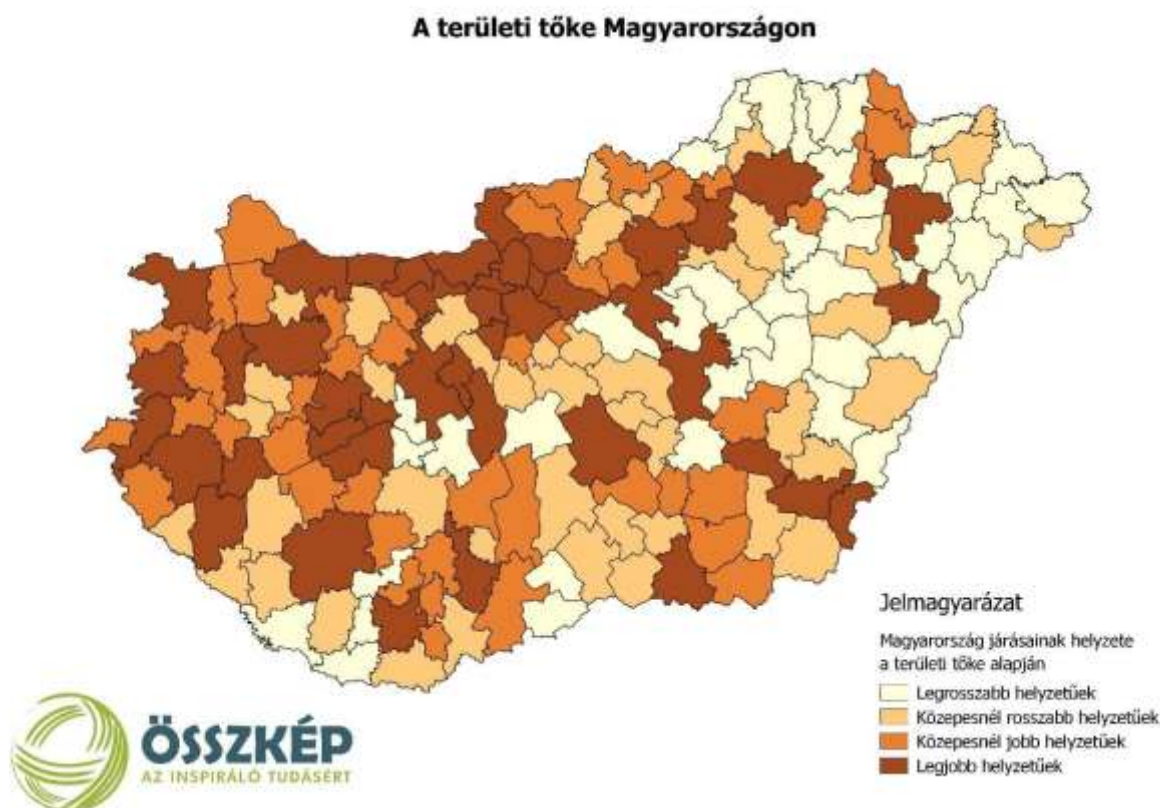 A területi tőke Magyarországon
Jelmagyarázat
Magyarország járásainak helyzete
a területi tőke alapján
Legrosszabb helyzetűek
Közepesnél rosszabb helyzetűek
Közepesnél jobb helyzetűek
Legjobb helyzetűek
ÖSSZKÉP
AZ INSPIRÁLÓ TUDÁSÉRT